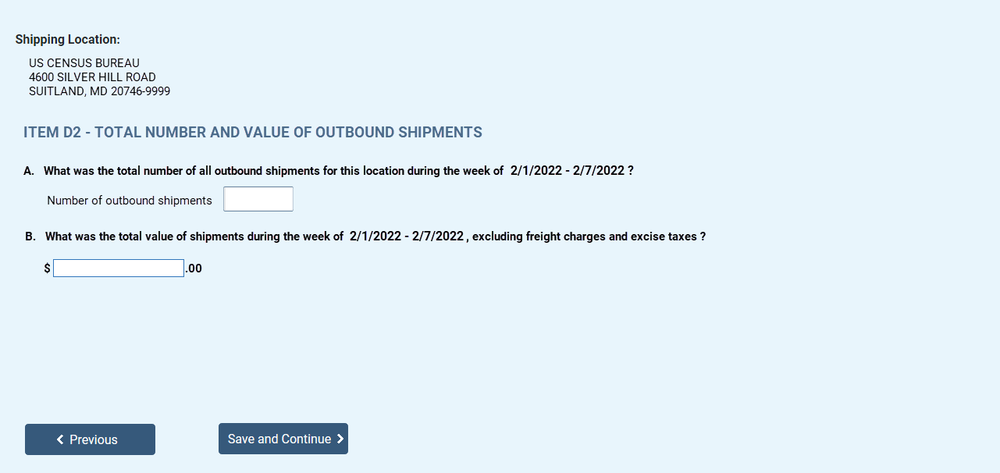 Shipping Location:
US CENSUS BUREAU
4600 SILVER HILL ROAD
SUITLAND, MD 20746-9999
ITEM D2 - TOTAL NUMBER AND VALUE OF OUTBOUND SHIPMENTS
A. What was the total number of all outbound shipments for this location during the week of 2/1/2022 - 2/7/2022 ?
Number of outbound shipments
B. What was the total value of shipments during the week of 2/1/2022 - 2/7/2022 , excluding freight charges and excise taxes ?
$ .00
Previous
Save and Continue